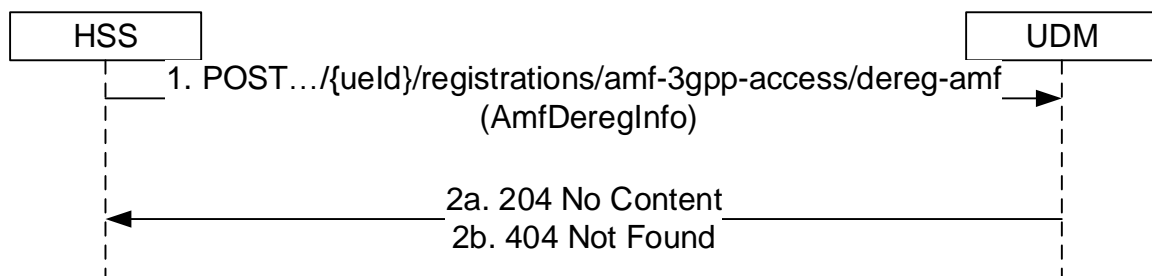 HSS
UDM
1. POST…/{ueId}/registrations/amf-3gpp-access/dereg-amf
(AmfDeregInfo)
2a. 204 No Content
2b. 404 Not Found